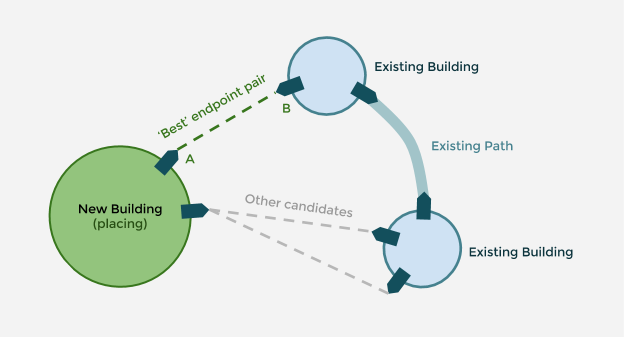 Existing Building
'Best' endpoint pair
B
Existing Path
A
Other candidates
New Building
(placing)
Existing Building